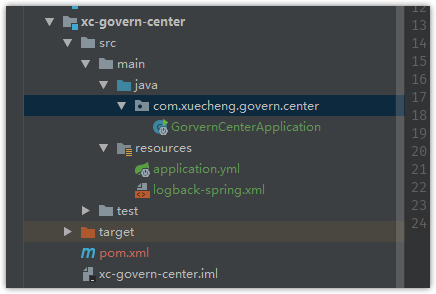 xc-govern-center
src
main
java
com.xuecheng.govern.center
GorvernCenterApplication
resources
application.yml
logback-spring.xml
test
target
pom.xml
xc-govern-center.iml
12
13
14
15
16
17
18
19
20
21
22
23
24